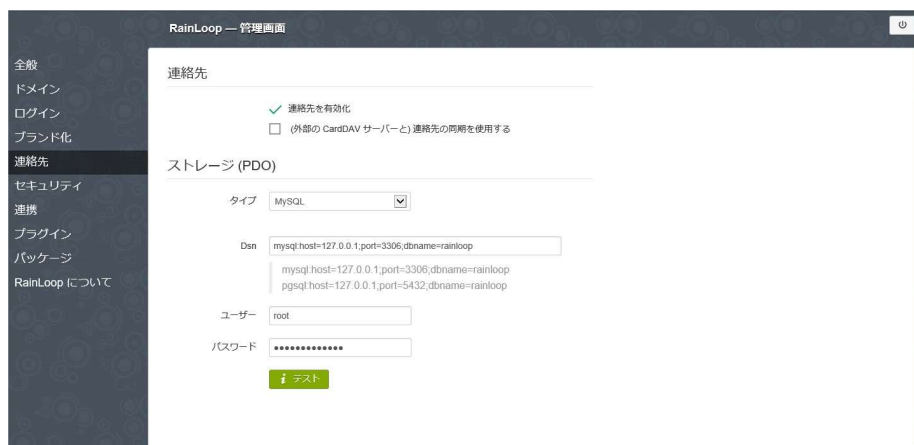 RainLoop — 管理画面
全般
ドメイン
ログイン
ブランド化
連絡先
セキュリティ
連携
プラグイン
パッケージ
RainLoop について
連絡先
連絡先を有効化
(外部の CardDAV サーバーと) 連絡先の同期を使用する
ストレージ (PDO)
タイプ MySQL
Dsn mysql:host=127.0.0.1;port=3306;dbname=rainloop
mysql:host=127.0.0.1;port=3306;dbname=rainloop
pgsql:host=127.0.0.1;port=5432;dbname=rainloop
ユーザー root
パスワード •••••••••••••
i テスト